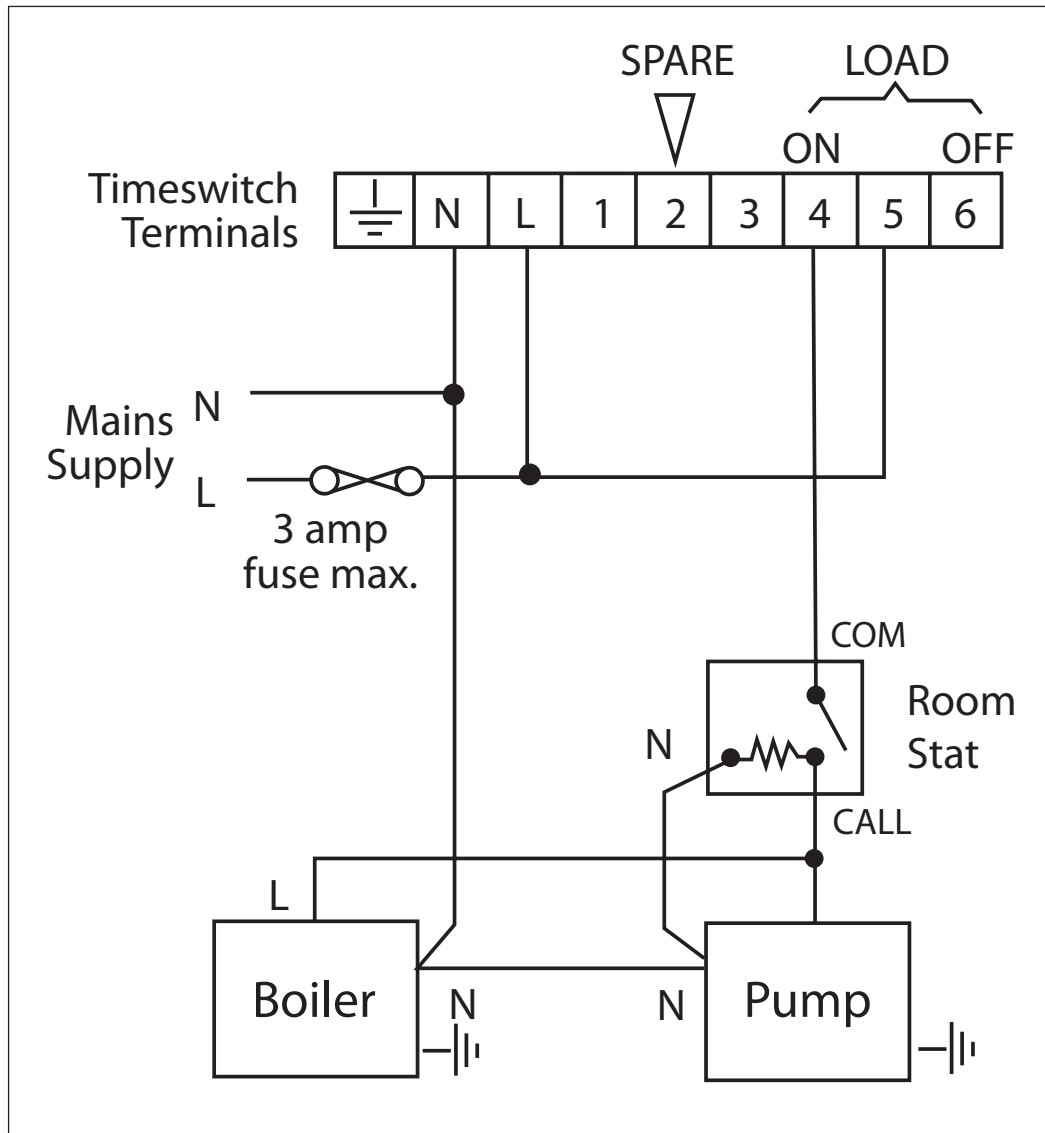 SPARE LOAD
ON OFF
Timeswitch
Terminals
N L 1 2 3 4 5 6
Mains
Supply
N
L
3 amp
fuse max.
COM
Room
Stat
N
CALL
L
Boiler
N
N
Pump